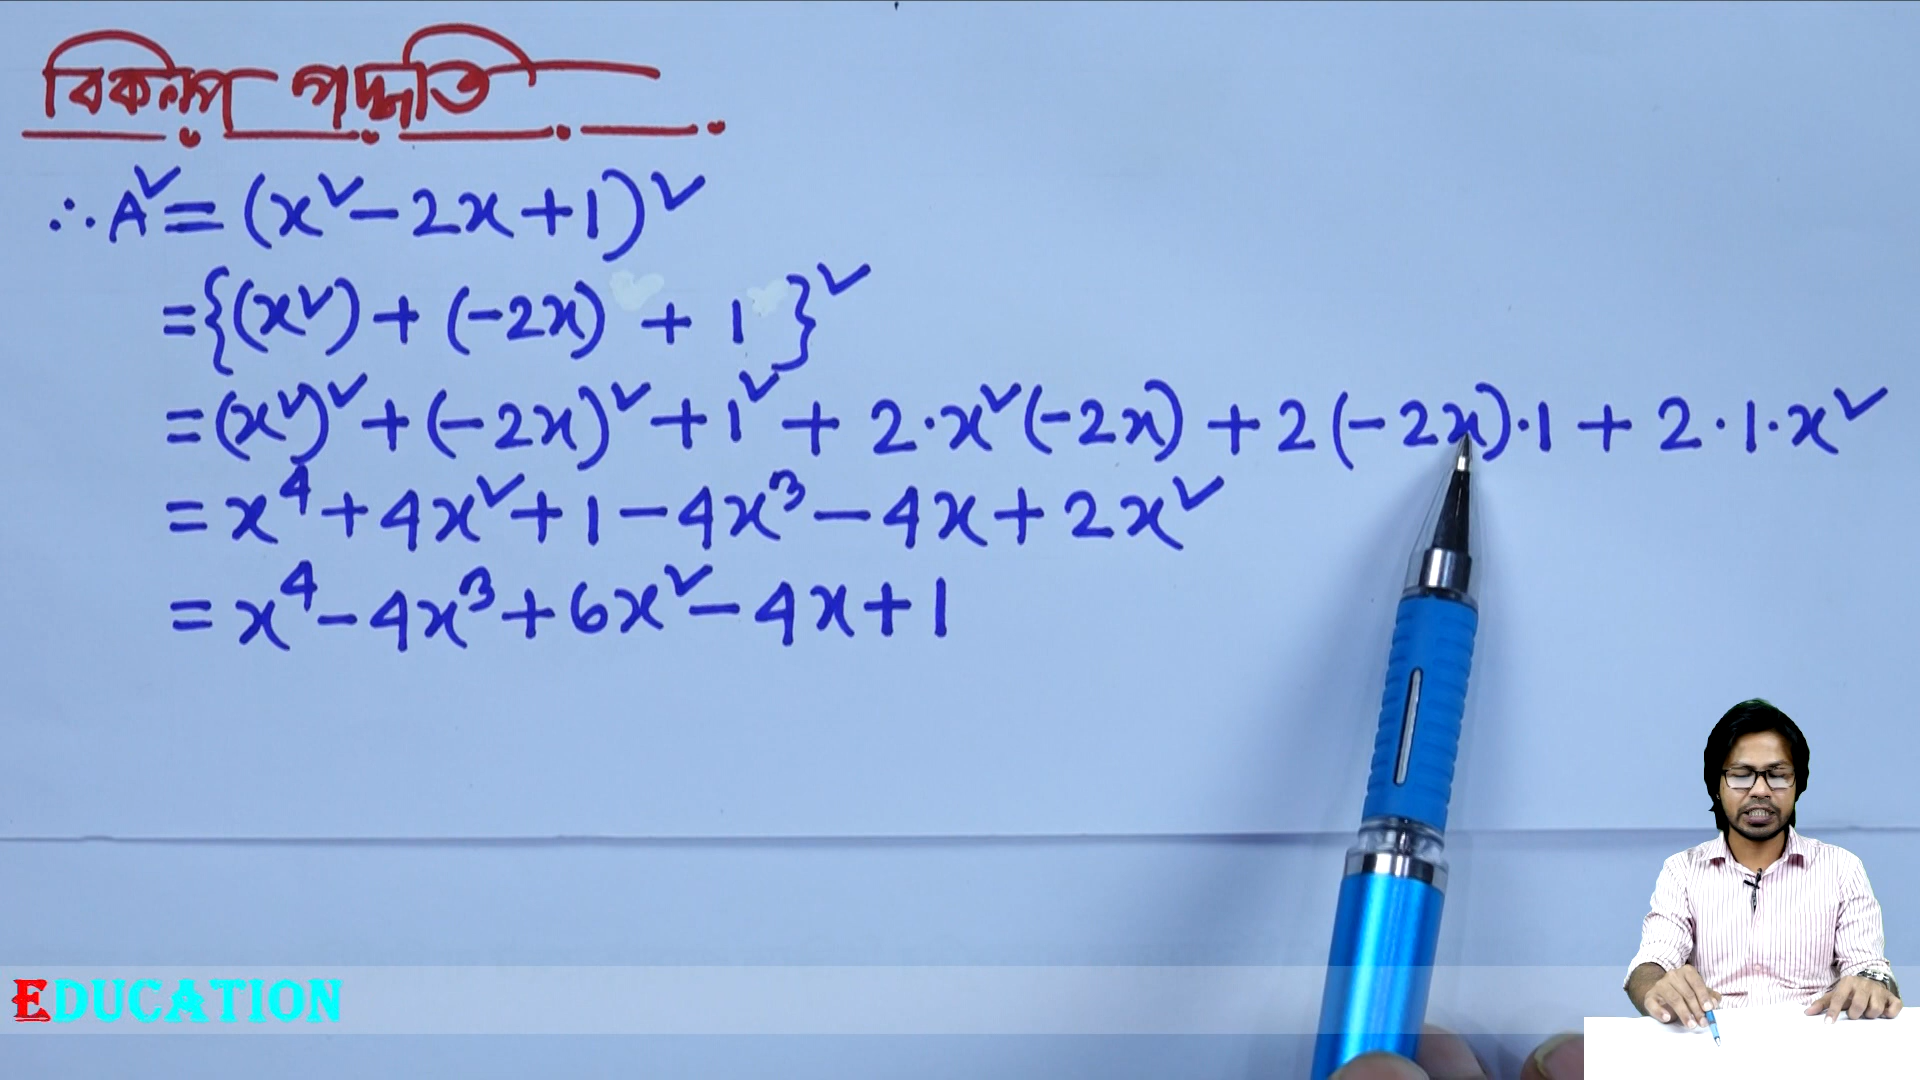 বিকল্প পদ্ধতি
∴ A² = (x² − 2x + 1)²
= {(x²) + (−2x) + 1}²
= (x²)² + (−2x)² + 1² + 2·x²(−2x) + 2(−2x)·1 + 2·1·x²
= x⁴ + 4x² + 1 − 4x³ − 4x + 2x²
= x⁴ − 4x³ + 6x² − 4x + 1
EDUCATION